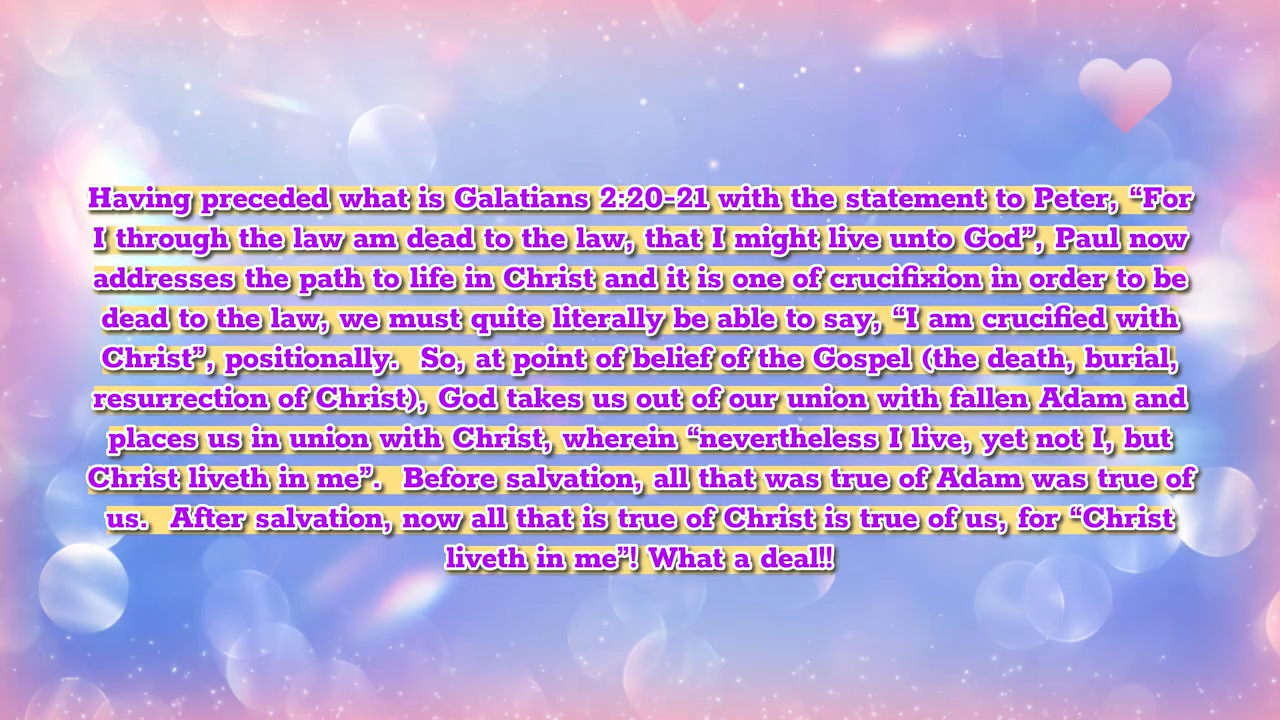 Having preceded what is Galatians 2:20-21 with the statement to Peter, “For
I through the law am dead to the law, that I might live unto God”, Paul now
addresses the path to life in Christ and it is one of crucifixion in order to be
dead to the law, we must quite literally be able to say, “I am crucified with
Christ”, positionally.  So, at point of belief of the Gospel (the death, burial,
resurrection of Christ), God takes us out of our union with fallen Adam and
places us in union with Christ, wherein “nevertheless I live, yet not I, but
Christ liveth in me”.  Before salvation, all that was true of Adam was true of
us.  After salvation, now all that is true of Christ is true of us, for “Christ
liveth in me”! What a deal!!